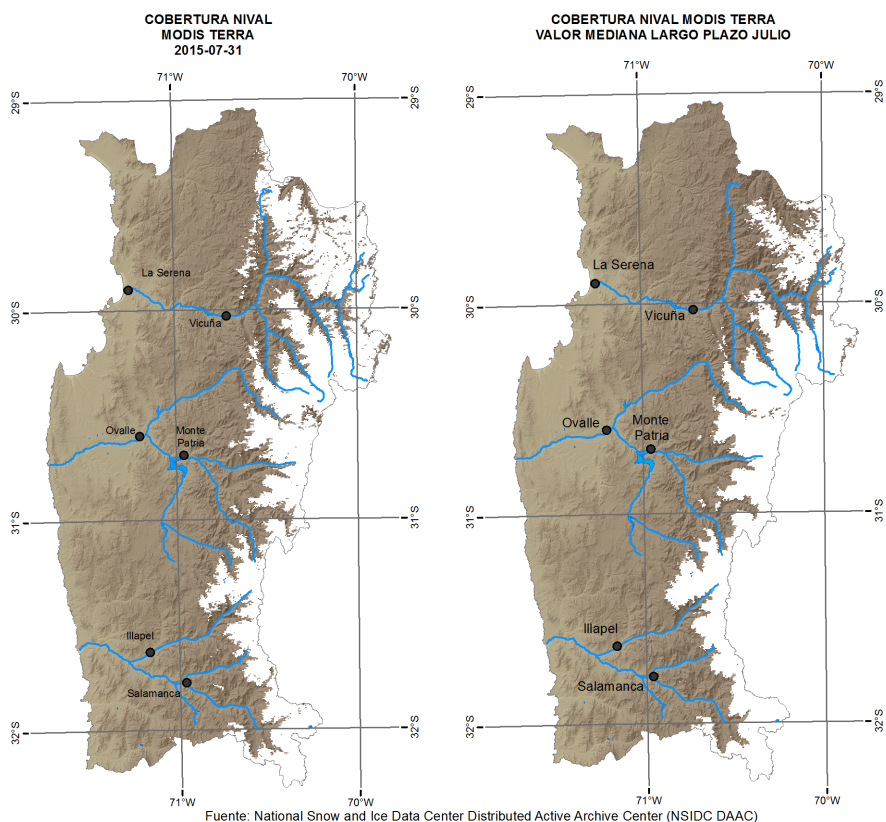 COBERTURA NIVAL
MODIS TERRA
2015-07-31
71°W
70°W
29°S
29°S
La Serena
Vicuña
30°S
30°S
Ovalle
Monte
Patria
31°S
31°S
Illapel
Salamanca
32°S
32°S
71°W
70°W
COBERTURA NIVAL MODIS TERRA
VALOR MEDIANA LARGO PLAZO JULIO
71°W
70°W
29°S
29°S
La Serena
Vicuña
30°S
30°S
Ovalle
Monte
Patria
31°S
31°S
Illapel
Salamanca
32°S
32°S
71°W
70°W
Fuente: National Snow and Ice Data Center Distributed Active Archive Center (NSIDC DAAC)